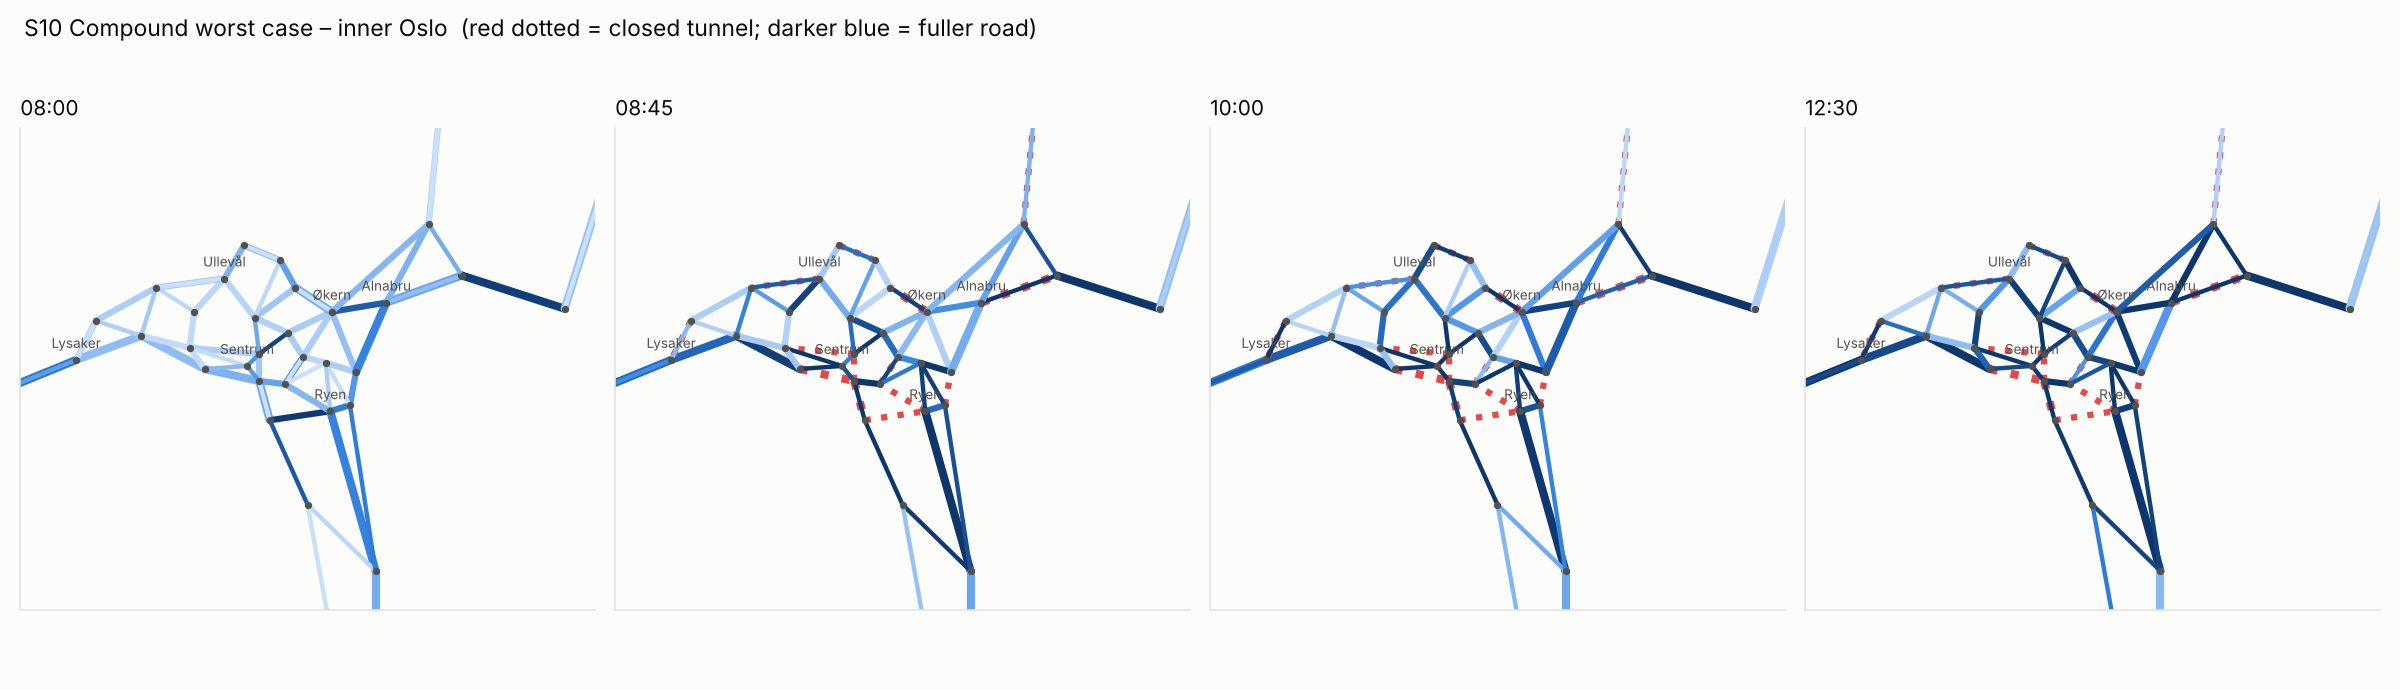 S10 Compound worst case – inner Oslo (red dotted = closed tunnel; darker blue = fuller road)
08:00
Ullevål
Økern
Alnabru
Lysaker
Sentrum
Ryen
08:45
Ullevål
Økern
Alnabru
Lysaker
Sentrum
Ryen
10:00
Ullevål
Økern
Alnabru
Lysaker
Sentrum
Ryen
12:30
Ullevål
Økern
Alnabru
Lysaker
Sentrum
Ryen